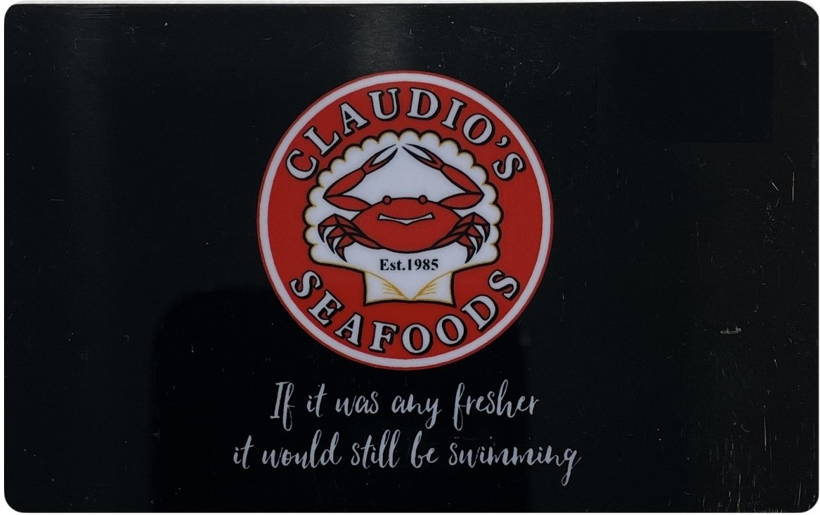 CLAUDIO'S
Est.1985
SEAFOODS
If it was any fresher
it would still be swimming